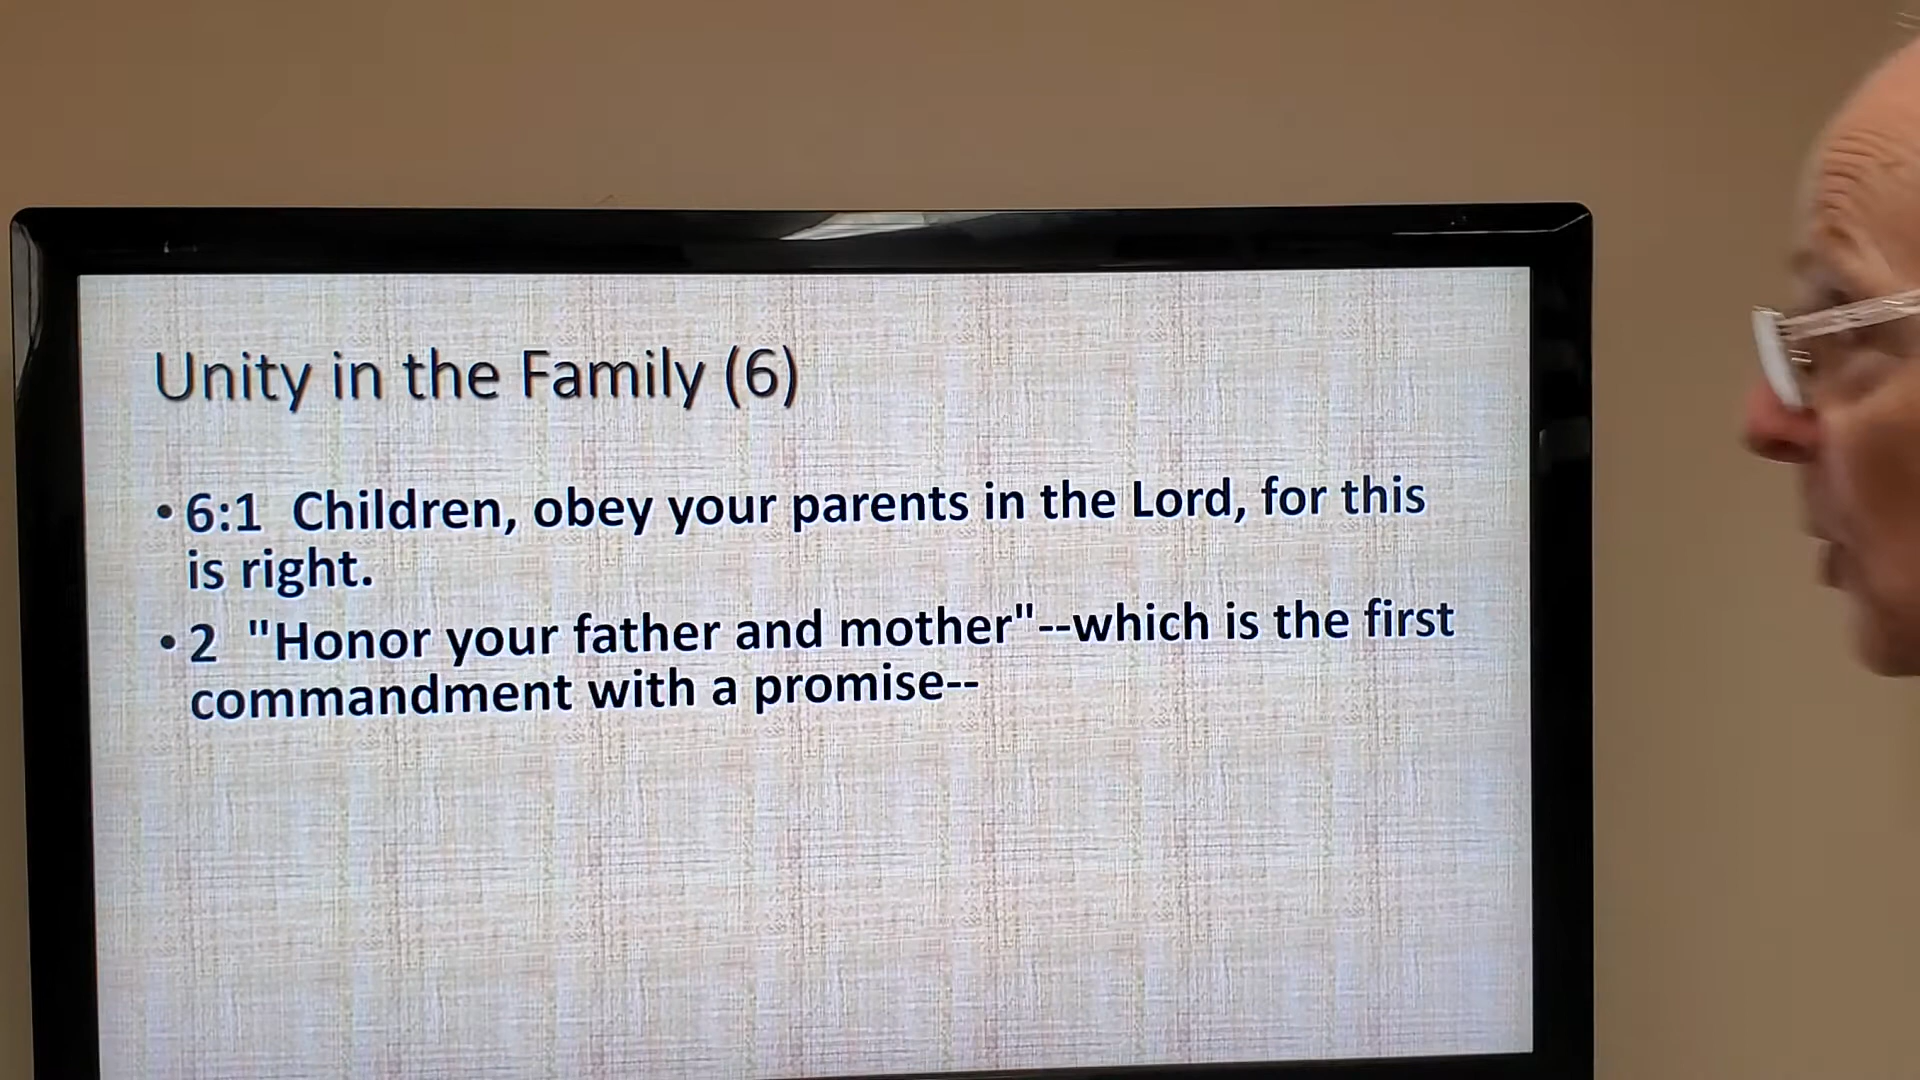 Unity in the Family (6)
• 6:1 Children, obey your parents in the Lord, for this
is right.
• 2 "Honor your father and mother"--which is the first
commandment with a promise--